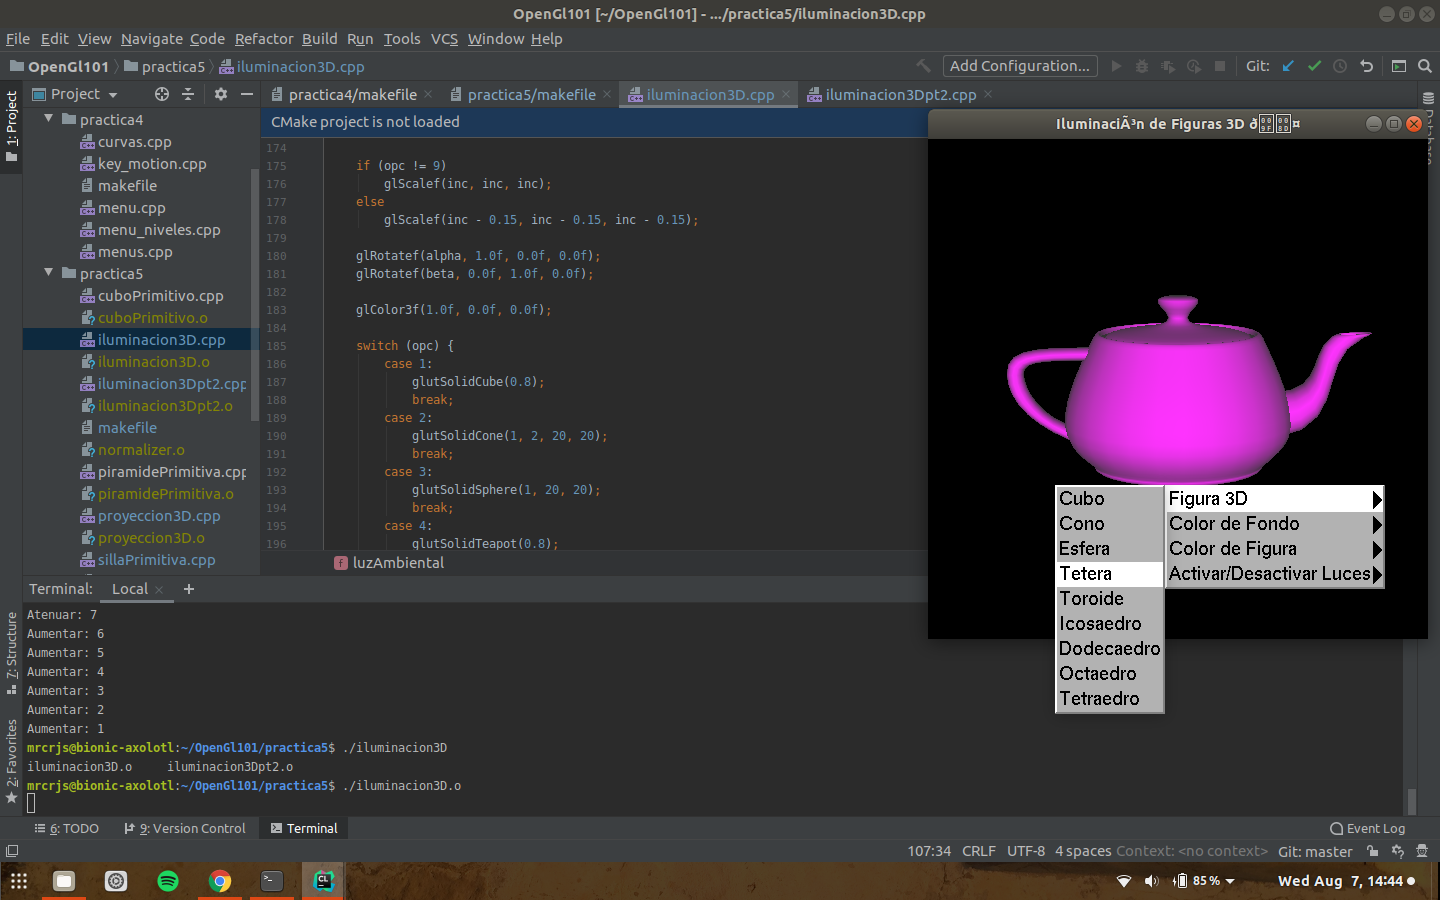 OpenGl101 [~/OpenGl101] - .../practica5/iluminacion3D.cpp
File Edit View Navigate Code Refactor Build Run Tools VCS Window Help
OpenGl101 practica5 iluminacion3D.cpp
Add Configuration...
Git:
1: Project
Project
practica4/makefile
practica5/makefile
iluminacion3D.cpp
iluminacion3Dpt2.cpp
CMake project is not loaded
practica4
curvas.cpp
key_motion.cpp
makefile
menu.cpp
menu_niveles.cpp
menus.cpp
practica5
cuboPrimitivo.cpp
cuboPrimitivo.o
iluminacion3D.cpp
iluminacion3D.o
iluminacion3Dpt2.cpp
iluminacion3Dpt2.o
makefile
normalizer.o
piramidePrimitiva.cpp
piramidePrimitiva.o
proyeccion3D.cpp
proyeccion3D.o
sillaPrimitiva.cpp
174
175 if (opc != 9)
176 glScalef(inc, inc, inc);
177 else
178 glScalef(inc - 0.15, inc - 0.15, inc - 0.15);
179
180 glRotatef(alpha, 1.0f, 0.0f, 0.0f);
181 glRotatef(beta, 0.0f, 1.0f, 0.0f);
182
183 glColor3f(1.0f, 0.0f, 0.0f);
184
185 switch (opc) {
186 case 1:
187 glutSolidCube(0.8);
188 break;
189 case 2:
190 glutSolidCone(1, 2, 20, 20);
191 break;
192 case 3:
193 glutSolidSphere(1, 20, 20);
194 break;
195 case 4:
196 glutSolidTeapot(0.8);
f luzAmbiental
IluminaciÃ³n de Figuras 3D ð¤
Cubo
Cono
Esfera
Tetera
Toroide
Icosaedro
Dodecaedro
Octaedro
Tetraedro
Figura 3D
Color de Fondo
Color de Figura
Activar/Desactivar Luces
Terminal: Local
Atenuar: 7
Aumentar: 6
Aumentar: 5
Aumentar: 4
Aumentar: 3
Aumentar: 2
Aumentar: 1
mrcrjs@bionic-axolotl:~/OpenGl101/practica5$ ./iluminacion3D
iluminacion3D.o iluminacion3Dpt2.o
mrcrjs@bionic-axolotl:~/OpenGl101/practica5$ ./iluminacion3D.o
7: Structure
2: Favorites
6: TODO 9: Version Control Terminal Event Log
107:34 CRLF UTF-8 4 spaces Context: <no context> Git: master
85 % Wed Aug 7, 14:44